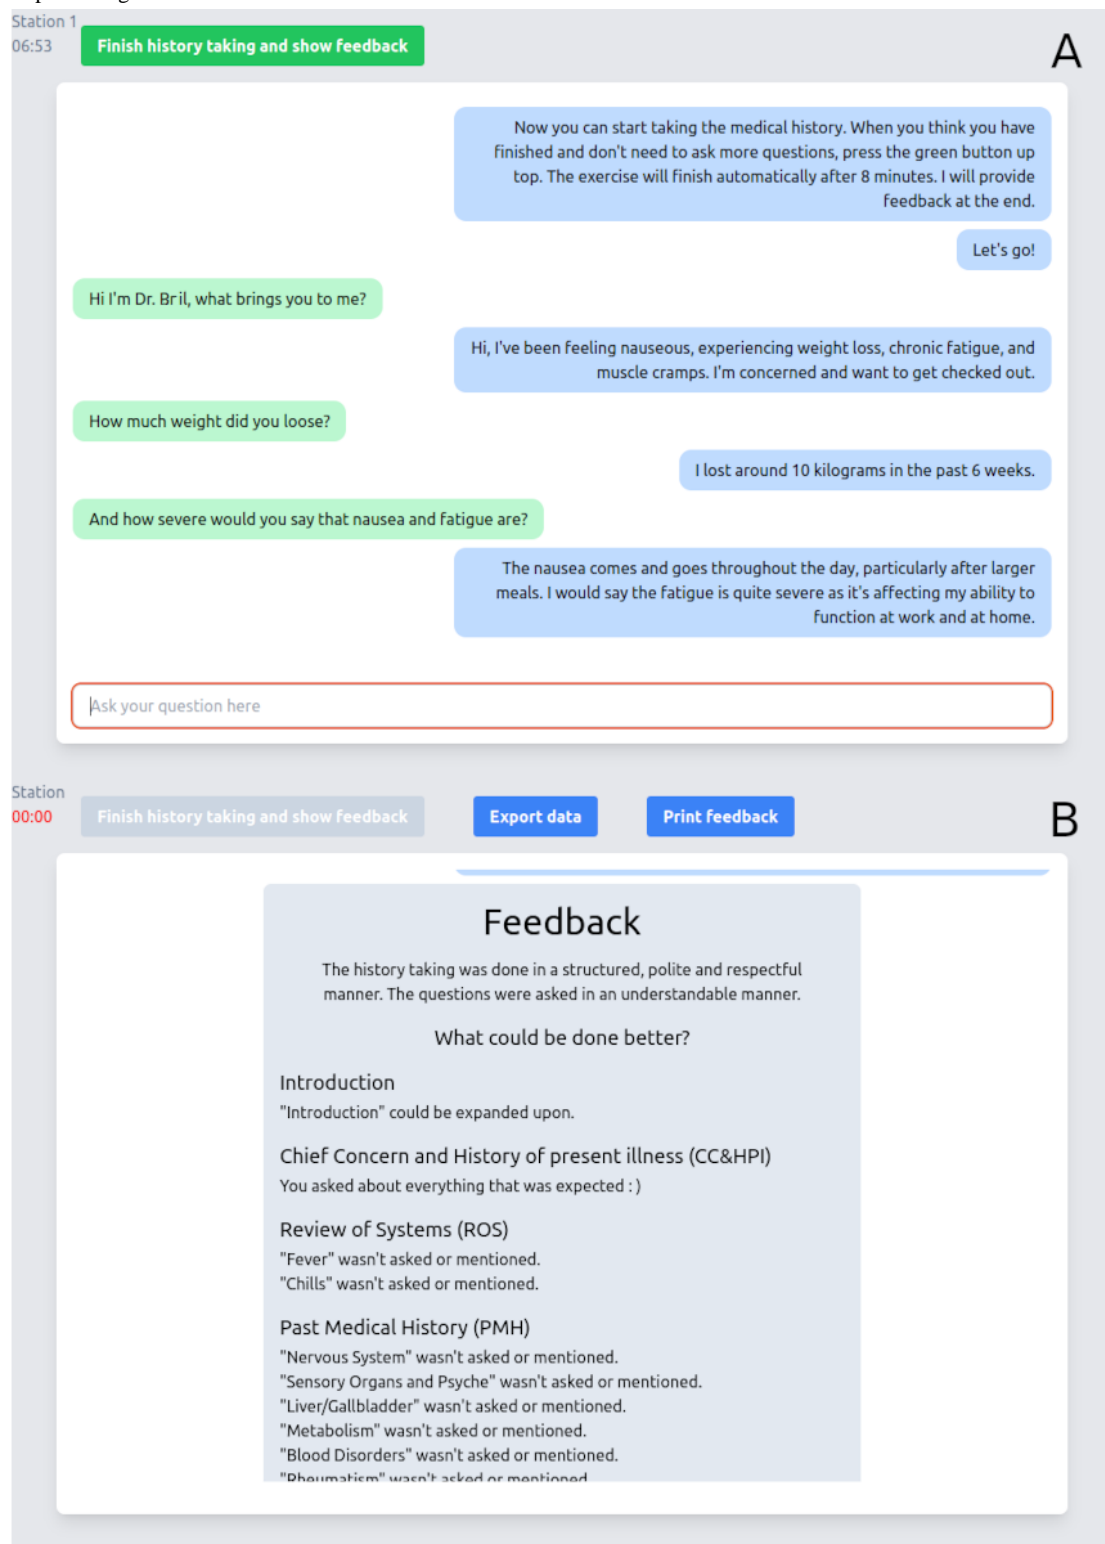 Station 1
06:53
Finish history taking and show feedback
A
Now you can start taking the medical history. When you think you have
finished and don't need to ask more questions, press the green button up
top. The exercise will finish automatically after 8 minutes. I will provide
feedback at the end.
Let's go!
Hi I'm Dr. Bril, what brings you to me?
Hi, I've been feeling nauseous, experiencing weight loss, chronic fatigue, and
muscle cramps. I'm concerned and want to get checked out.
How much weight did you loose?
I lost around 10 kilograms in the past 6 weeks.
And how severe would you say that nausea and fatigue are?
The nausea comes and goes throughout the day, particularly after larger
meals. I would say the fatigue is quite severe as it's affecting my ability to
function at work and at home.
Ask your question here
Station
00:00
Finish history taking and show feedback
Export data
Print feedback
B
Feedback
The history taking was done in a structured, polite and respectful
manner. The questions were asked in an understandable manner.
What could be done better?
Introduction
"Introduction" could be expanded upon.
Chief Concern and History of present illness (CC&HPI)
You asked about everything that was expected : )
Review of Systems (ROS)
"Fever" wasn't asked or mentioned.
"Chills" wasn't asked or mentioned.
Past Medical History (PMH)
"Nervous System" wasn't asked or mentioned.
"Sensory Organs and Psyche" wasn't asked or mentioned.
"Liver/Gallbladder" wasn't asked or mentioned.
"Metabolism" wasn't asked or mentioned.
"Blood Disorders" wasn't asked or mentioned.
"Rheumatism" wasn't asked or mentioned